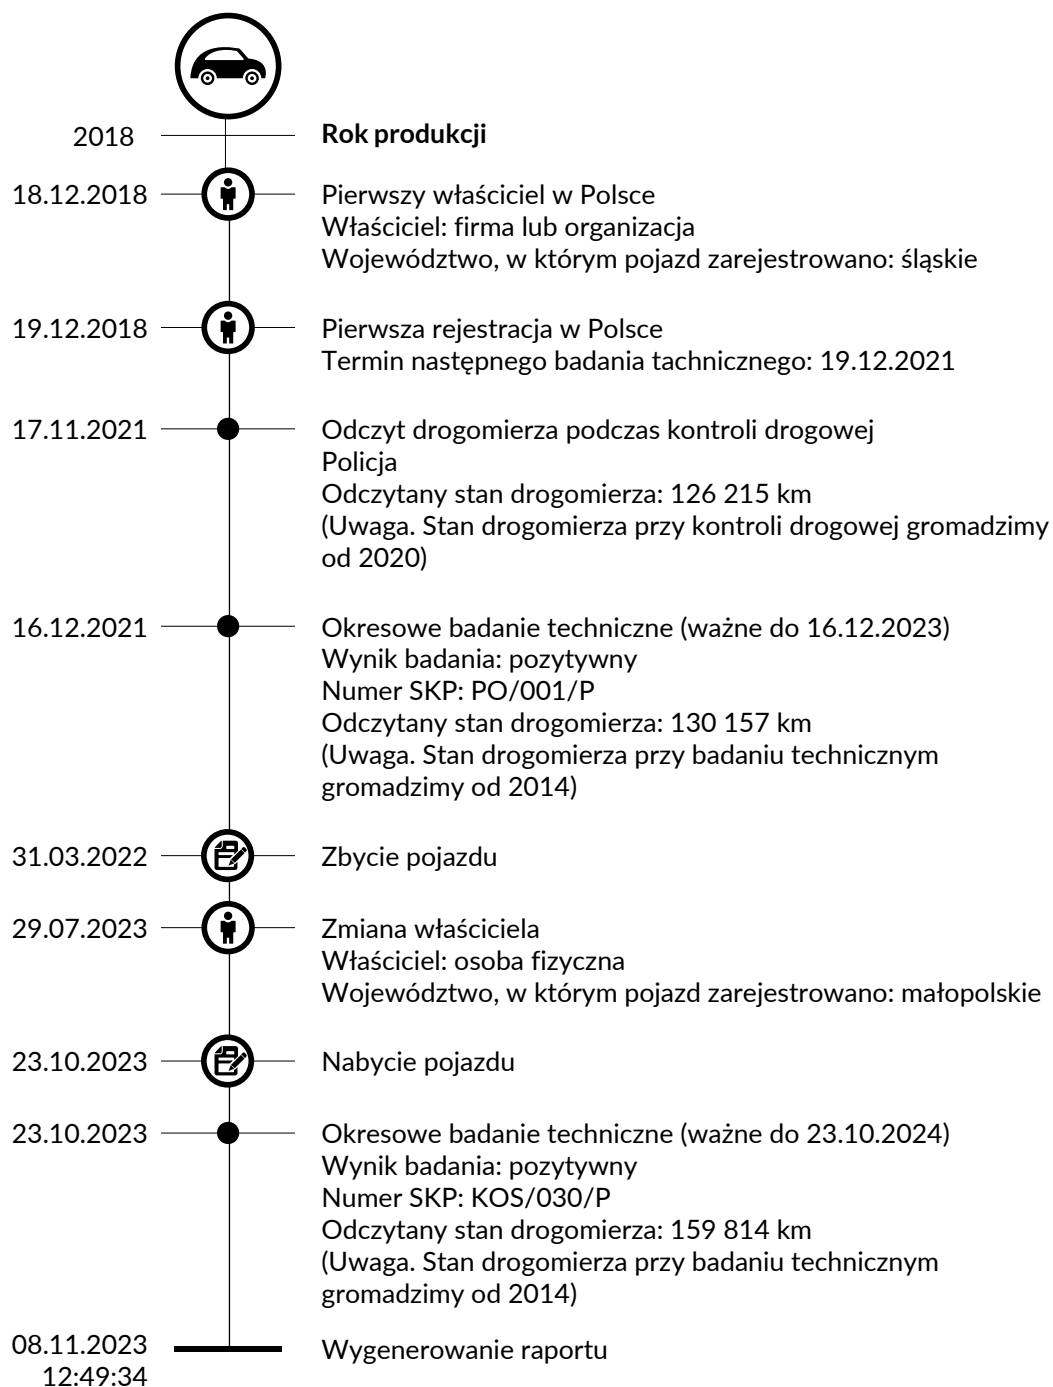 2018
Rok produkcji
18.12.2018
Pierwszy właściciel w Polsce
Właściciel: firma lub organizacja
Województwo, w którym pojazd zarejestrowano: śląskie
19.12.2018
Pierwsza rejestracja w Polsce
Termin następnego badania tachnicznego: 19.12.2021
17.11.2021
Odczyt drogomierza podczas kontroli drogowej
Policja
Odczytany stan drogomierza: 126 215 km
(Uwaga. Stan drogomierza przy kontroli drogowej gromadzimy
od 2020)
16.12.2021
Okresowe badanie techniczne (ważne do 16.12.2023)
Wynik badania: pozytywny
Numer SKP: PO/001/P
Odczytany stan drogomierza: 130 157 km
(Uwaga. Stan drogomierza przy badaniu technicznym
gromadzimy od 2014)
31.03.2022
Zbycie pojazdu
29.07.2023
Zmiana właściciela
Właściciel: osoba fizyczna
Województwo, w którym pojazd zarejestrowano: małopolskie
23.10.2023
Nabycie pojazdu
23.10.2023
Okresowe badanie techniczne (ważne do 23.10.2024)
Wynik badania: pozytywny
Numer SKP: KOS/030/P
Odczytany stan drogomierza: 159 814 km
(Uwaga. Stan drogomierza przy badaniu technicznym
gromadzimy od 2014)
08.11.2023
12:49:34
Wygenerowanie raportu